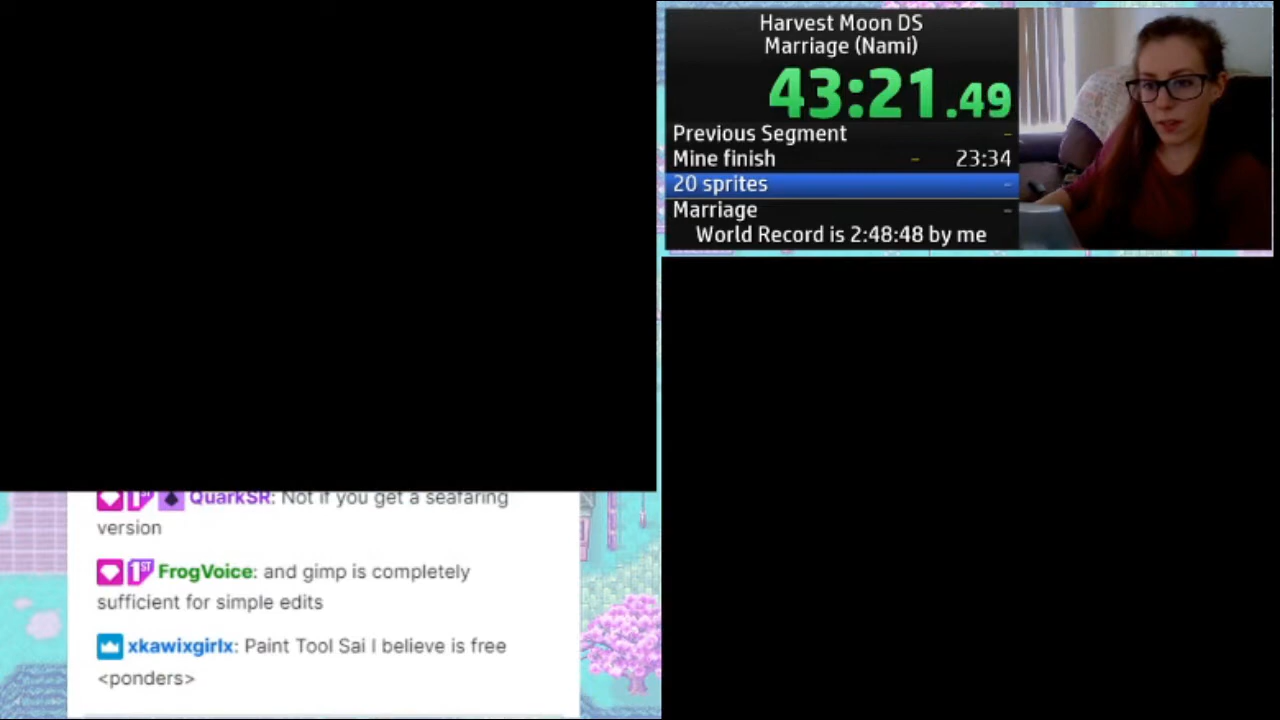 Harvest Moon DS
Marriage (Nami)
43:21.49
Previous Segment -
Mine finish - 23:34
20 sprites -
Marriage -
World Record is 2:48:48 by me
1ST QuarkSR: Not if you get a seafaring
version
1ST FrogVoice: and gimp is completely
sufficient for simple edits
xkawixgirlx: Paint Tool Sai I believe is free
<ponders>